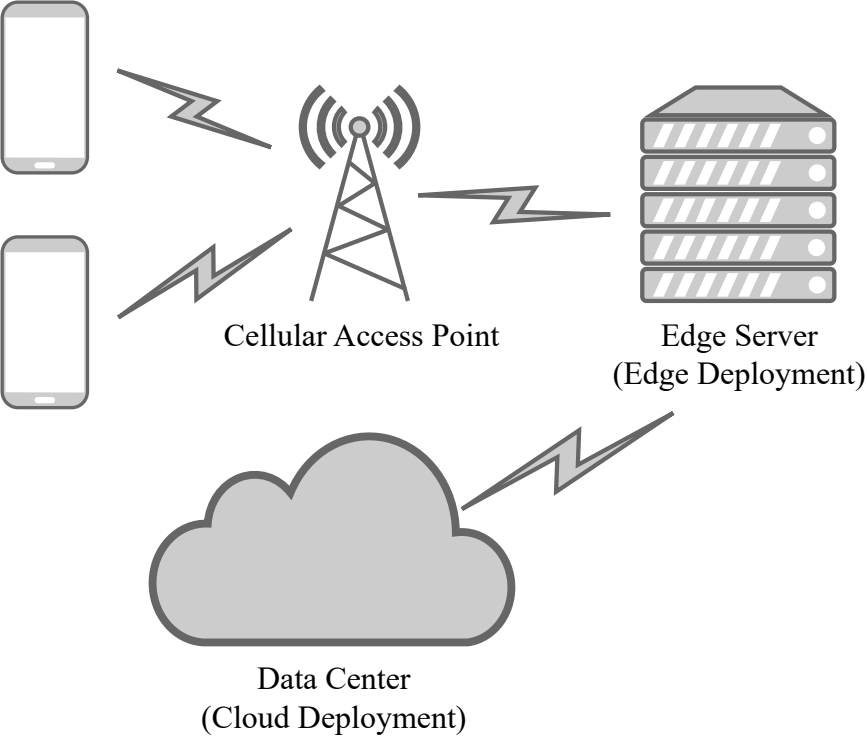 Cellular Access Point
Edge Server
(Edge Deployment)
Data Center
(Cloud Deployment)